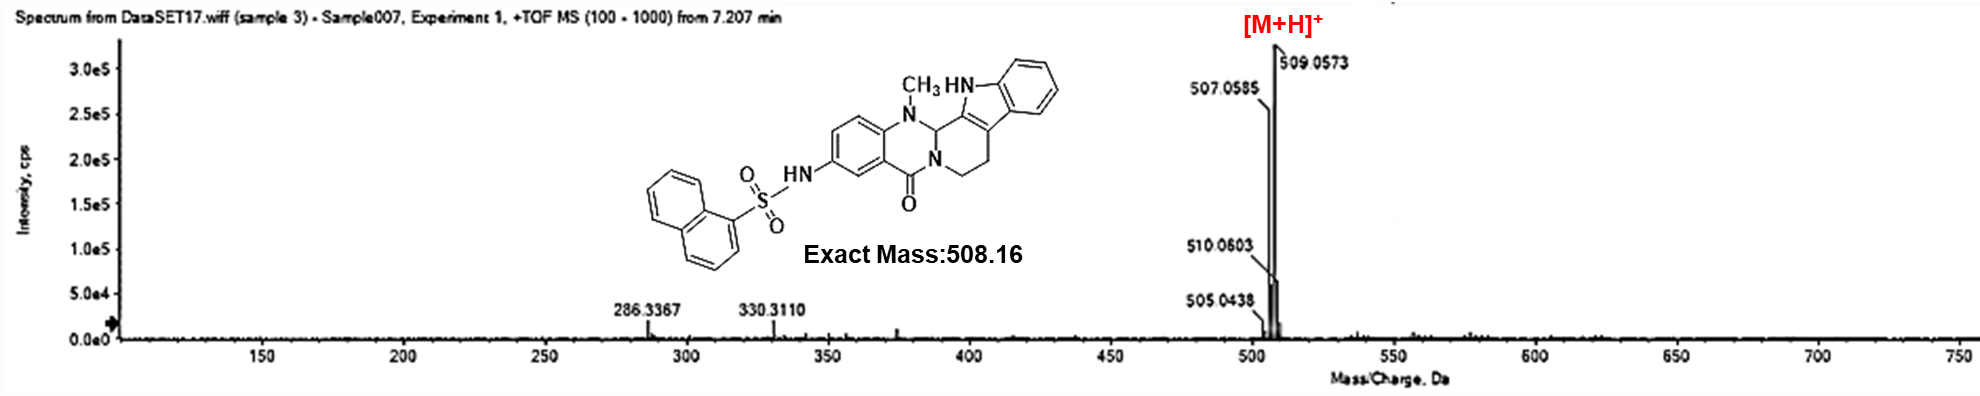 Spectrum from DataSET17.wiff (sample 3) - Sample007, Experiment 1, +TOF MS (100 - 1000) from 7.207 min
[M+H]+
509.0573
507.0585
510.0603
505.0438
CH3 HN
N
N
O
HN
O
S
O
Exact Mass:508.16
286.3367
330.3110
Intensity, cps
3.0e5
2.5e5
2.0e5
1.5e5
1.0e5
5.0e4
0.0e0
150 200 250 300 350 400 450 500 550 600 650 700 750
Mass/Charge, Da